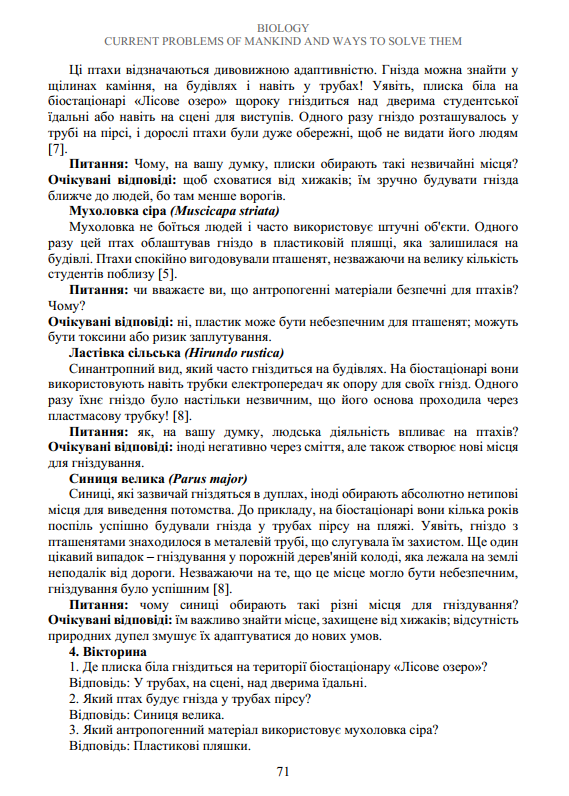 BIOLOGY
CURRENT PROBLEMS OF MANKIND AND WAYS TO SOLVE THEM
Ці птахи відзначаються дивовижною адаптивністю. Гнізда можна знайти у
щілинах каміння, на будівлях і навіть у трубах! Уявіть, плиска біла на
біостаціонарі «Лісове озеро» щороку гніздиться над дверима студентської
їдальні або навіть на сцені для виступів. Одного разу гніздо розташувалось у
трубі на пірсі, і дорослі птахи були дуже обережні, щоб не видати його людям
[7].
Питання: Чому, на вашу думку, плиски обирають такі незвичайні місця?
Очікувані відповіді: щоб сховатися від хижаків; їм зручно будувати гнізда
ближче до людей, бо там менше ворогів.
Мухоловка сіра (Muscicapa striata)
Мухоловка не боїться людей і часто використовує штучні об'єкти. Одного
разу цей птах облаштував гніздо в пластиковій пляшці, яка залишилася на
будівлі. Птахи спокійно вигодовували пташенят, незважаючи на велику кількість
студентів поблизу [5].
Питання: чи вважаєте ви, що антропогенні матеріали безпечні для птахів?
Чому?
Очікувані відповіді: ні, пластик може бути небезпечним для пташенят; можуть
бути токсини або ризик заплутування.
Ластівка сільська (Hirundo rustica)
Синантропний вид, який часто гніздиться на будівлях. На біостаціонарі вони
використовують навіть трубки електропередач як опору для своїх гнізд. Одного
разу їхнє гніздо було настільки незвичним, що його основа проходила через
пластмасову трубку! [8].
Питання: як, на вашу думку, людська діяльність впливає на птахів?
Очікувані відповіді: іноді негативно через сміття, але також створює нові місця
для гніздування.
Синиця велика (Parus major)
Синиці, які зазвичай гніздяться в дуплах, іноді обирають абсолютно нетипові
місця для виведення потомства. До прикладу, на біостаціонарі вони кілька років
поспіль успішно будували гнізда у трубах пірсу на пляжі. Уявіть, гніздо з
пташенятами знаходилося в металевій трубі, що слугувала їм захистом. Ще один
цікавий випадок – гніздування у порожній дерев'яній колоді, яка лежала на землі
неподалік від дороги. Незважаючи на те, що це місце могло бути небезпечним,
гніздування було успішним [8].
Питання: чому синиці обирають такі різні місця для гніздування?
Очікувані відповіді: їм важливо знайти місце, захищене від хижаків; відсутність
природних дупел змушує їх адаптуватися до нових умов.
4. Вікторина
1. Де плиска біла гніздиться на території біостаціонару «Лісове озеро»?
Відповідь: У трубах, на сцені, над дверима їдальні.
2. Який птах будує гнізда у трубах пірсу?
Відповідь: Синиця велика.
3. Який антропогенний матеріал використовує мухоловка сіра?
Відповідь: Пластикові пляшки.
71